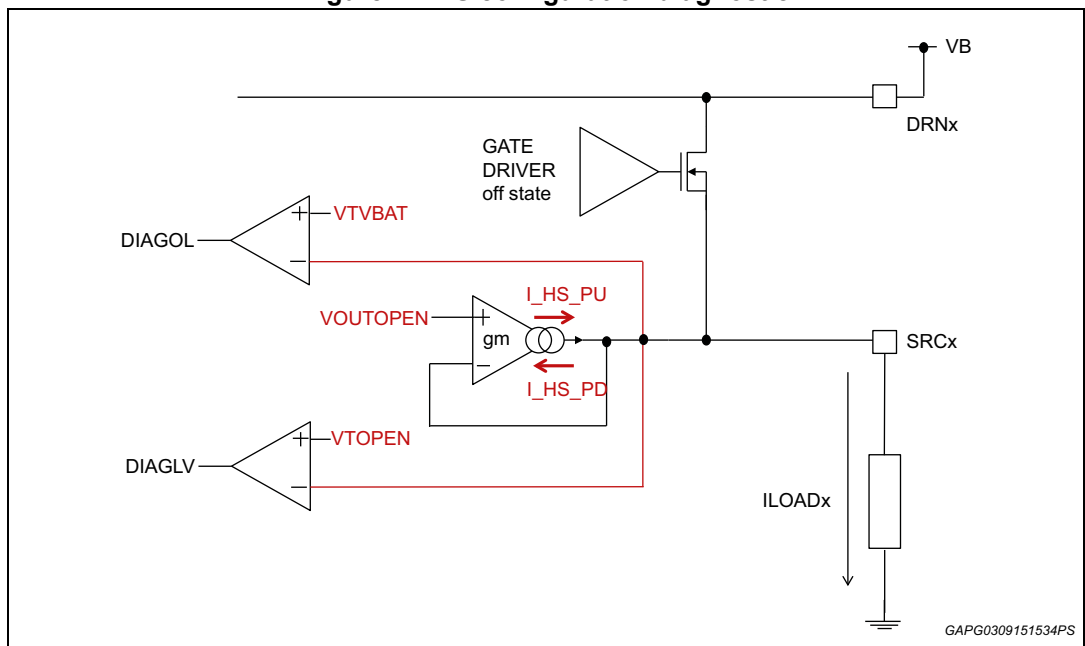 VB
DRNx
GATE
DRIVER
off state
+
VTVBAT
DIAGOL
−
I_HS_PU
VOUTOPEN
+
gm
SRCx
−
I_HS_PD
+
VTOPEN
DIAGLV
−
ILOADx
GAPG0309151534PS